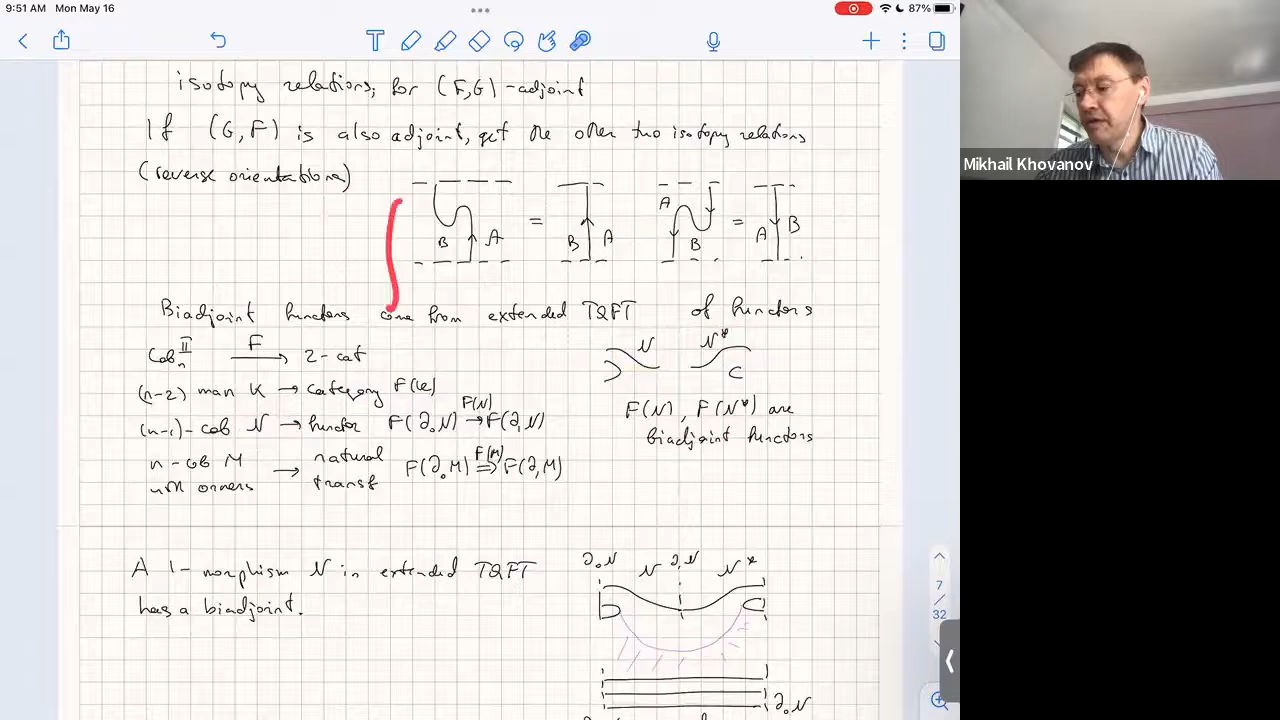 9:51 AM Mon May 16
87%
isotopy relations, for (F,G)-adjoint
If (G,F) is also adjoint, get the other two isotopy relations
(reverse orientations)
B A = B A
A B = A B
Biadjoint functors come from extended TQFT of functors
Cob_n^II F → 2-cat
N N*
(n-2) man K → category F(K)
(n-1)-cob N → functor F(∂₀N) F(N) → F(∂₁N)
F(N), F(N*) are
biadjoint functors
n-cob M → natural F(∂₀M) F(M) ⇒ F(∂₁M)
with corners transf
A 1-morphism N in extended TQFT
has a biadjoint.
∂₀N N ∂₁N N*
∂₀N
7
/
32
Mikhail Khovanov